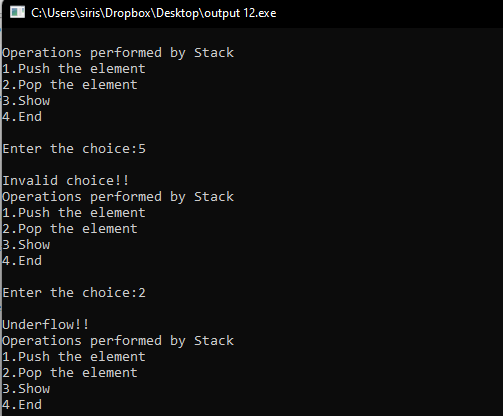 C:\Users\siris\Dropbox\Desktop\output 12.exe
Operations performed by Stack
1.Push the element
2.Pop the element
3.Show
4.End
Enter the choice:5
Invalid choice!!
Operations performed by Stack
1.Push the element
2.Pop the element
3.Show
4.End
Enter the choice:2
Underflow!!
Operations performed by Stack
1.Push the element
2.Pop the element
3.Show
4.End